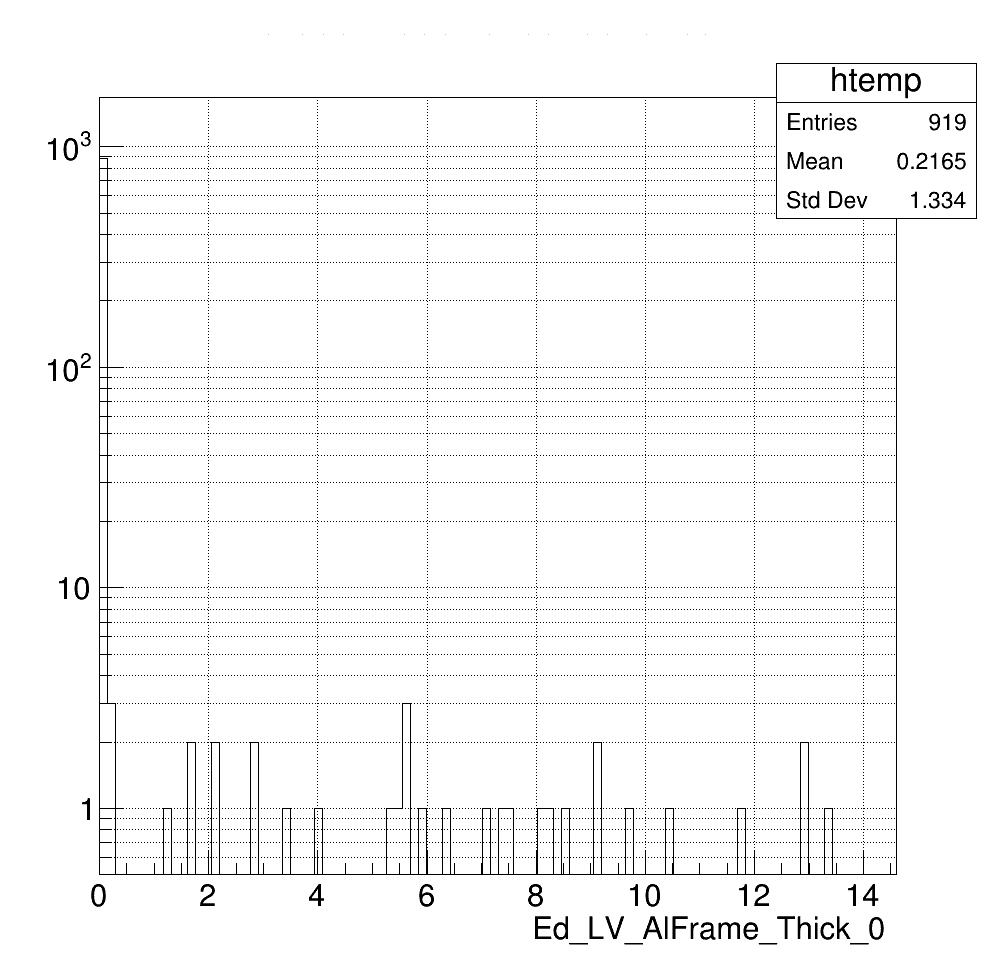 htemp
Entries 919
Mean 0.2165
Std Dev 1.334
10³
10²
10
1
0 2 4 6 8 10 12 14
Ed_LV_AlFrame_Thick_0